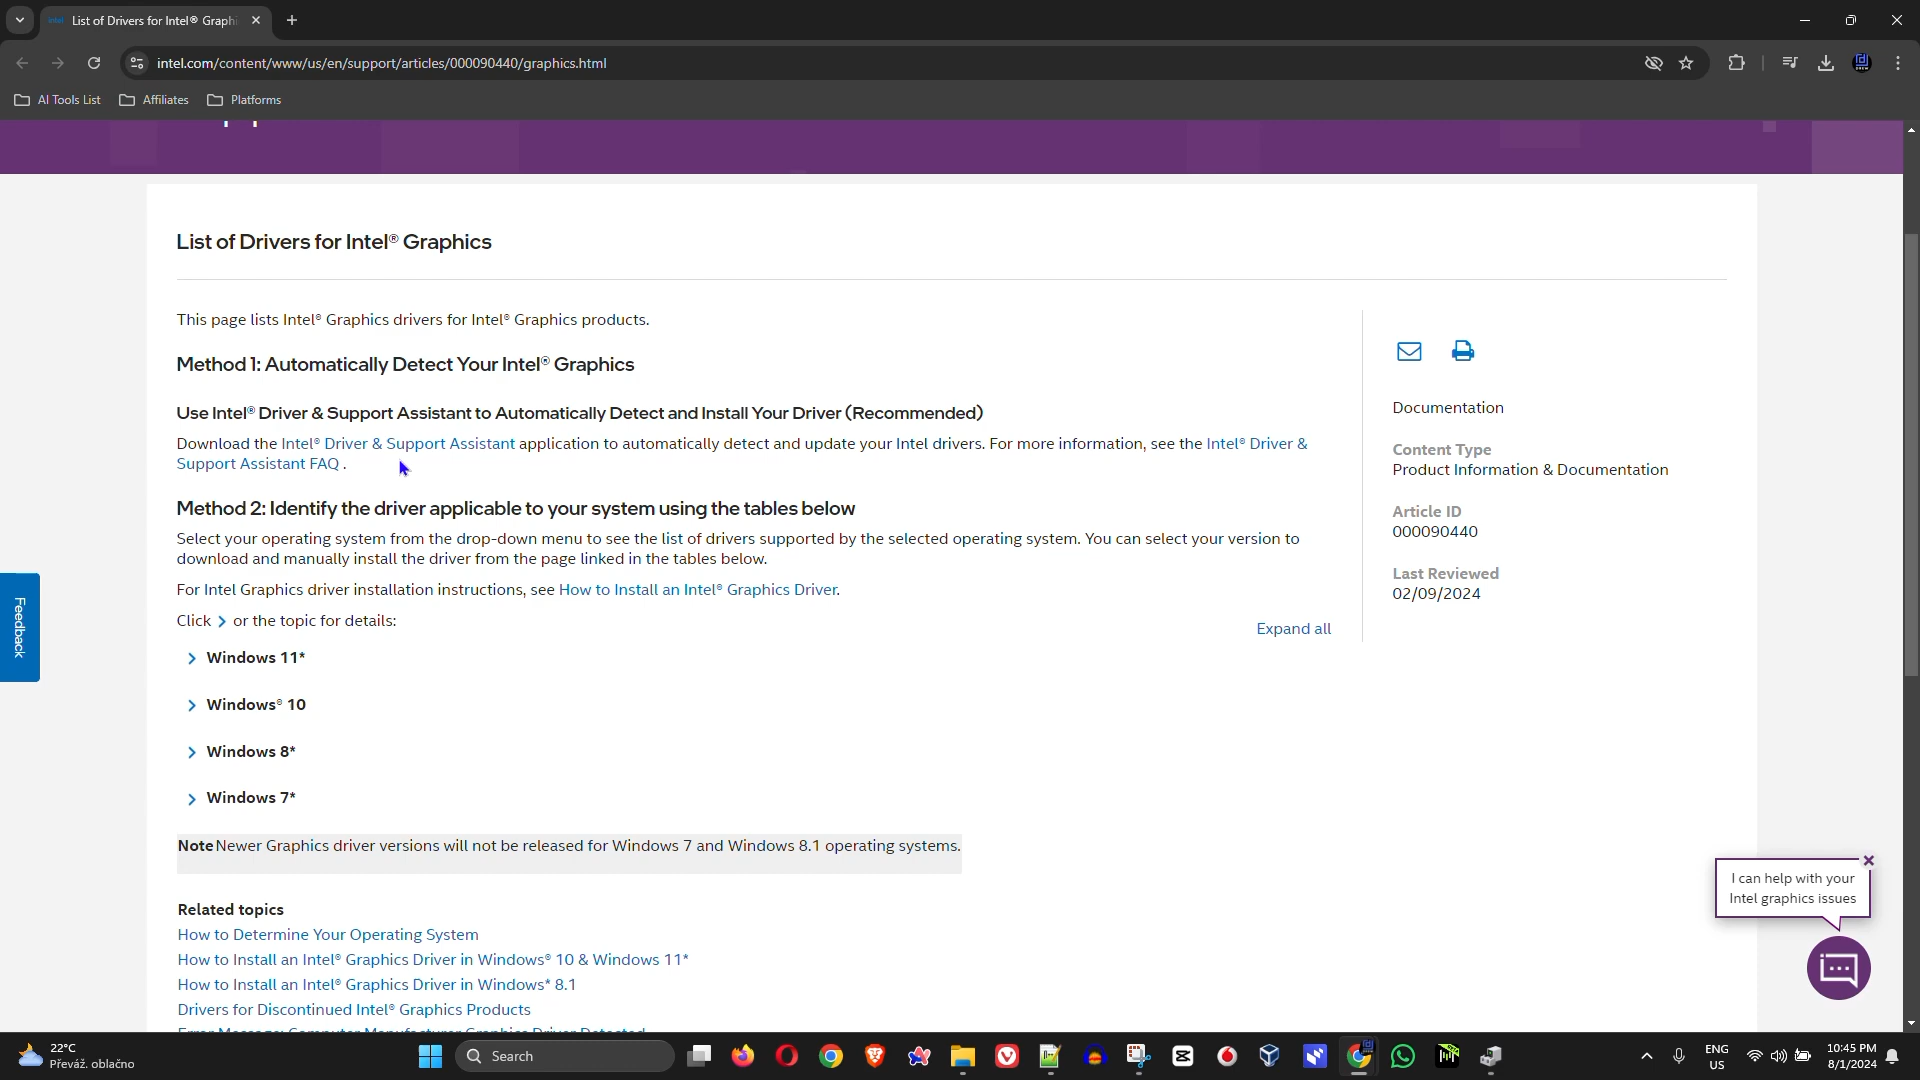 List of Drivers for Intel® Graphi
intel.com/content/www/us/en/support/articles/000090440/graphics.html
AI Tools List
Affiliates
Platforms
List of Drivers for Intel® Graphics
This page lists Intel® Graphics drivers for Intel® Graphics products.
Method 1: Automatically Detect Your Intel® Graphics
Use Intel® Driver & Support Assistant to Automatically Detect and Install Your Driver (Recommended)
Download the Intel® Driver & Support Assistant application to automatically detect and update your Intel drivers. For more information, see the Intel® Driver &
Support Assistant FAQ .
Method 2: Identify the driver applicable to your system using the tables below
Select your operating system from the drop-down menu to see the list of drivers supported by the selected operating system. You can select your version to
download and manually install the driver from the page linked in the tables below.
For Intel Graphics driver installation instructions, see How to Install an Intel® Graphics Driver.
Click > or the topic for details:
Expand all
Windows 11*
Windows® 10
Windows 8*
Windows 7*
Note Newer Graphics driver versions will not be released for Windows 7 and Windows 8.1 operating systems.
Related topics
How to Determine Your Operating System
How to Install an Intel® Graphics Driver in Windows® 10 & Windows 11*
How to Install an Intel® Graphics Driver in Windows* 8.1
Drivers for Discontinued Intel® Graphics Products
Error Message: Computer Manufacturer Graphics Driver Detected
Documentation
Content Type
Product Information & Documentation
Article ID
000090440
Last Reviewed
02/09/2024
Feedback
I can help with your
Intel graphics issues
22°C
Převáž. oblačno
Search
ENG
US
10:45 PM
8/1/2024